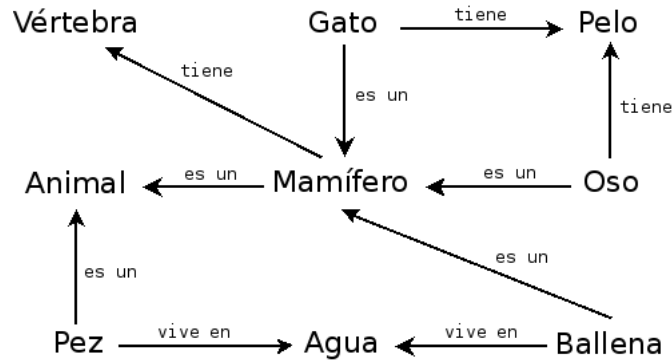 Vértebra
Gato
tiene
Pelo
tiene
es un
tiene
Animal
es un
Mamífero
es un
Oso
es un
es un
Pez
vive en
Agua
vive en
Ballena